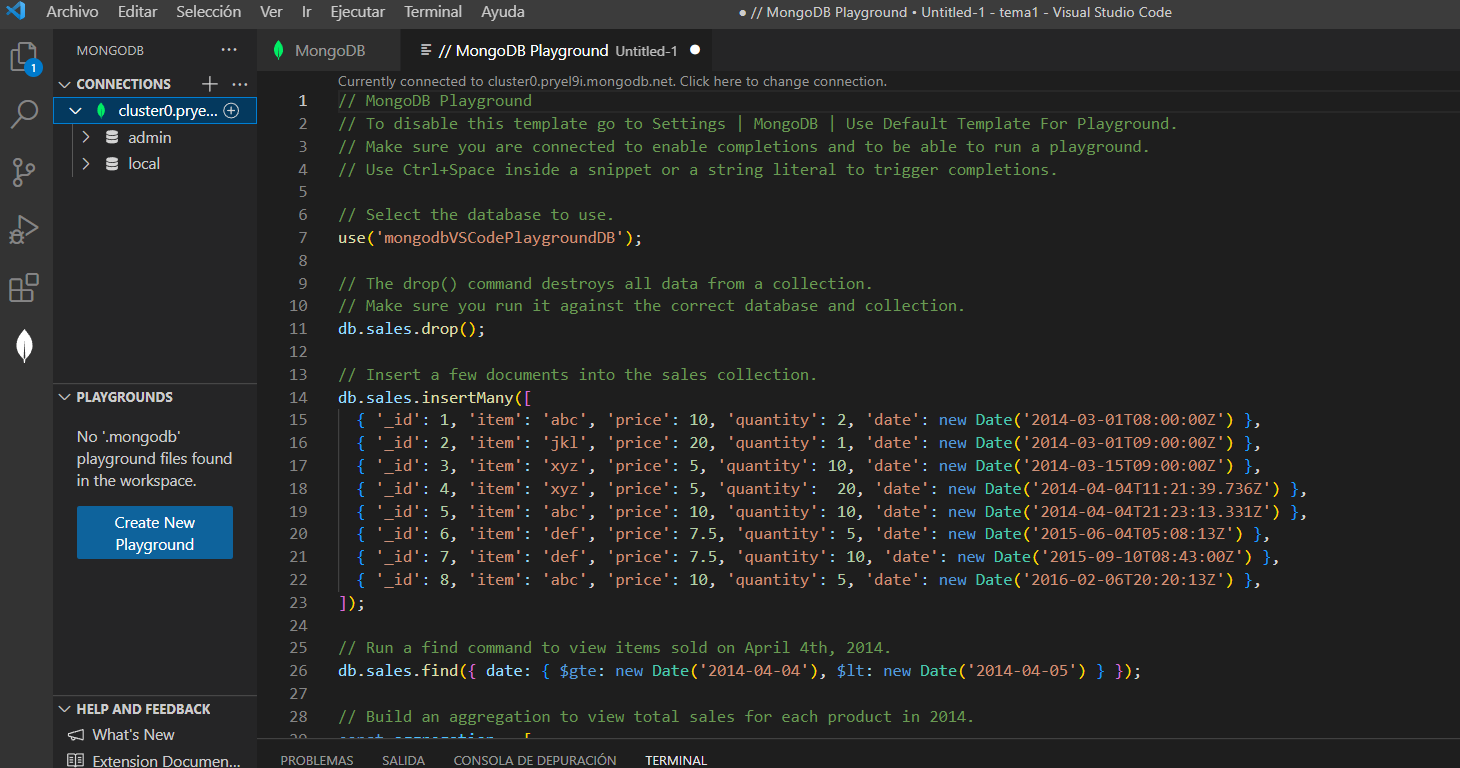 Archivo Editar Selección Ver Ir Ejecutar Terminal Ayuda
● // MongoDB Playground • Untitled-1 - tema1 - Visual Studio Code
1
MONGODB ···
CONNECTIONS + ···
cluster0.prye...
admin
local
PLAYGROUNDS
No '.mongodb'
playground files found
in the workspace.
Create New
Playground
HELP AND FEEDBACK
What's New
Extension Documen...
MongoDB
// MongoDB Playground Untitled-1 ●
Currently connected to cluster0.pryel9i.mongodb.net. Click here to change connection.
1 // MongoDB Playground
2 // To disable this template go to Settings | MongoDB | Use Default Template For Playground.
3 // Make sure you are connected to enable completions and to be able to run a playground.
4 // Use Ctrl+Space inside a snippet or a string literal to trigger completions.
5
6 // Select the database to use.
7 use('mongodbVSCodePlaygroundDB');
8
9 // The drop() command destroys all data from a collection.
10 // Make sure you run it against the correct database and collection.
11 db.sales.drop();
12
13 // Insert a few documents into the sales collection.
14 db.sales.insertMany([
15 { '_id': 1, 'item': 'abc', 'price': 10, 'quantity': 2, 'date': new Date('2014-03-01T08:00:00Z') },
16 { '_id': 2, 'item': 'jkl', 'price': 20, 'quantity': 1, 'date': new Date('2014-03-01T09:00:00Z') },
17 { '_id': 3, 'item': 'xyz', 'price': 5, 'quantity': 10, 'date': new Date('2014-03-15T09:00:00Z') },
18 { '_id': 4, 'item': 'xyz', 'price': 5, 'quantity':  20, 'date': new Date('2014-04-04T11:21:39.736Z') },
19 { '_id': 5, 'item': 'abc', 'price': 10, 'quantity': 10, 'date': new Date('2014-04-04T21:23:13.331Z') },
20 { '_id': 6, 'item': 'def', 'price': 7.5, 'quantity': 5, 'date': new Date('2015-06-04T05:08:13Z') },
21 { '_id': 7, 'item': 'def', 'price': 7.5, 'quantity': 10, 'date': new Date('2015-09-10T08:43:00Z') },
22 { '_id': 8, 'item': 'abc', 'price': 10, 'quantity': 5, 'date': new Date('2016-02-06T20:20:13Z') },
23 ]);
24
25 // Run a find command to view items sold on April 4th, 2014.
26 db.sales.find({ date: { $gte: new Date('2014-04-04'), $lt: new Date('2014-04-05') } });
27
28 // Build an aggregation to view total sales for each product in 2014.
29 const aggregation = [
PROBLEMAS SALIDA CONSOLA DE DEPURACIÓN TERMINAL